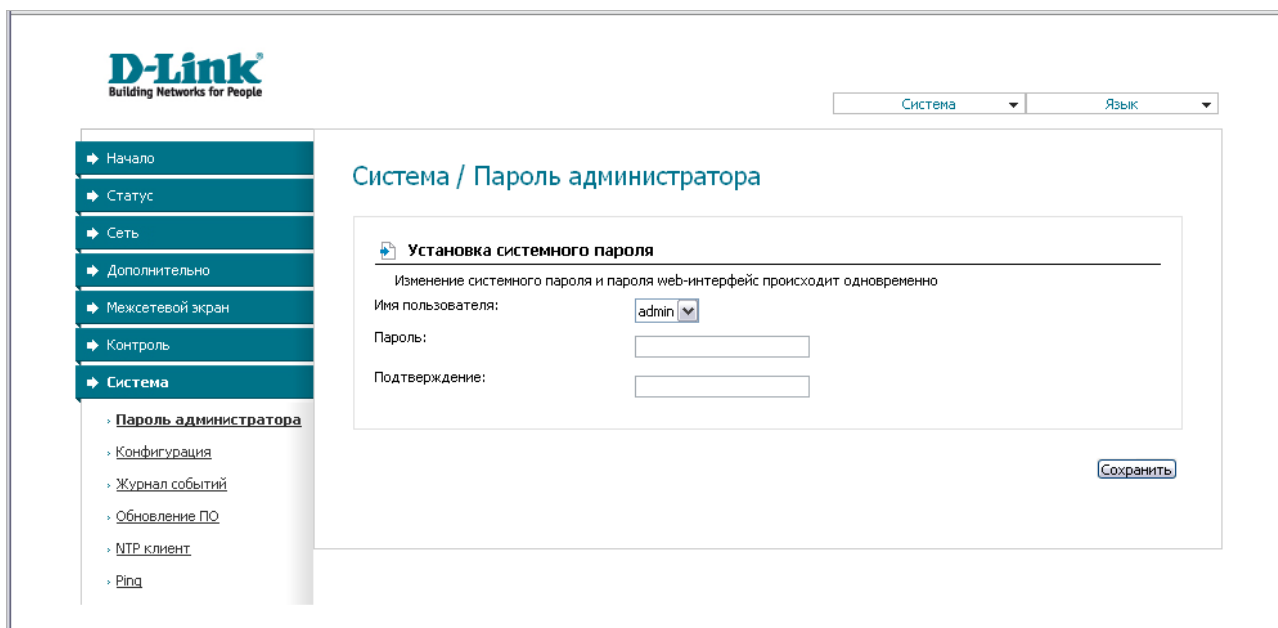 D-Link
Building Networks for People
Система
Язык
Начало
Статус
Сеть
Дополнительно
Межсетевой экран
Контроль
Система
Пароль администратора
Конфигурация
Журнал событий
Обновление ПО
NTP клиент
Ping
Система / Пароль администратора
Установка системного пароля
Изменение системного пароля и пароля web-интерфейс происходит одновременно
Имя пользователя: admin
Пароль:
Подтверждение:
Сохранить